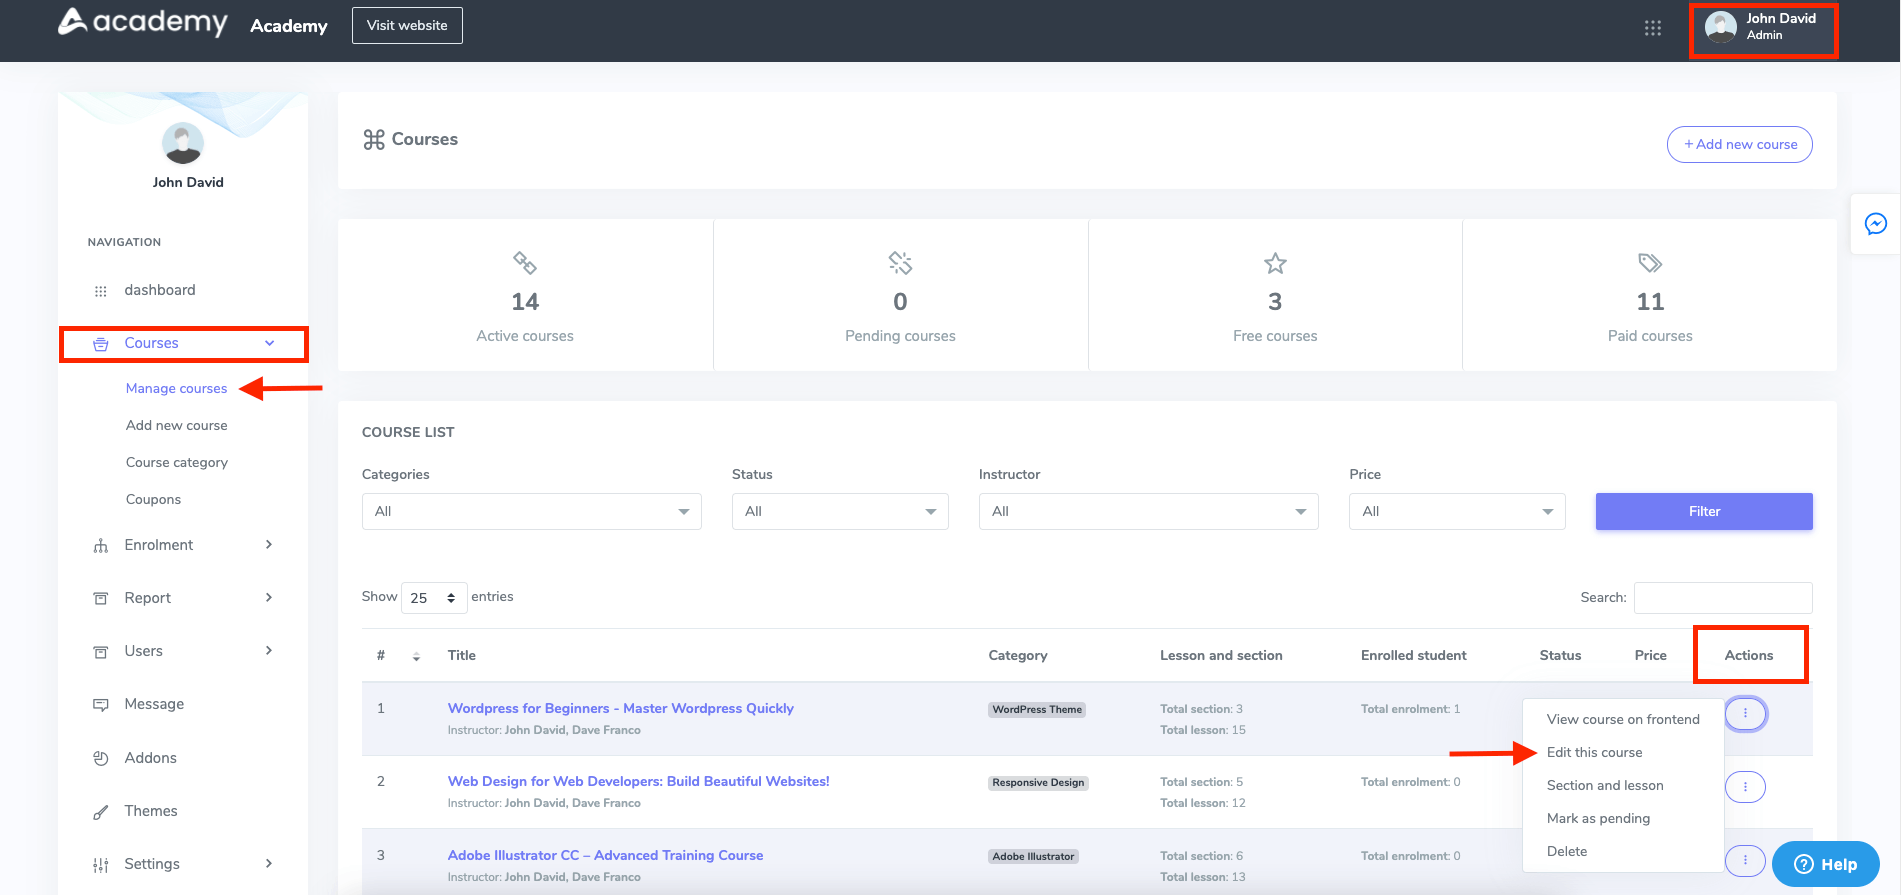 academy Academy Visit website John David
Admin
John David
NAVIGATION
dashboard
Courses
Manage courses
Add new course
Course category
Coupons
Enrolment
Report
Users
Message
Addons
Themes
Settings
Courses
+ Add new course
14
Active courses
0
Pending courses
3
Free courses
11
Paid courses
COURSE LIST
Categories Status Instructor Price
All All All All Filter
Show 25 entries Search:
# Title Category Lesson and section Enrolled student Status Price Actions
1 Wordpress for Beginners - Master Wordpress Quickly WordPress Theme Total section: 3 Total enrolment: 1
Instructor: John David, Dave Franco Total lesson: 15
2 Web Design for Web Developers: Build Beautiful Websites! Responsive Design Total section: 5 Total enrolment: 0
Instructor: John David, Dave Franco Total lesson: 12
3 Adobe Illustrator CC – Advanced Training Course Adobe Illustrator Total section: 6 Total enrolment: 0
Instructor: John David, Dave Franco Total lesson: 13
View course on frontend
Edit this course
Section and lesson
Mark as pending
Delete
? Help